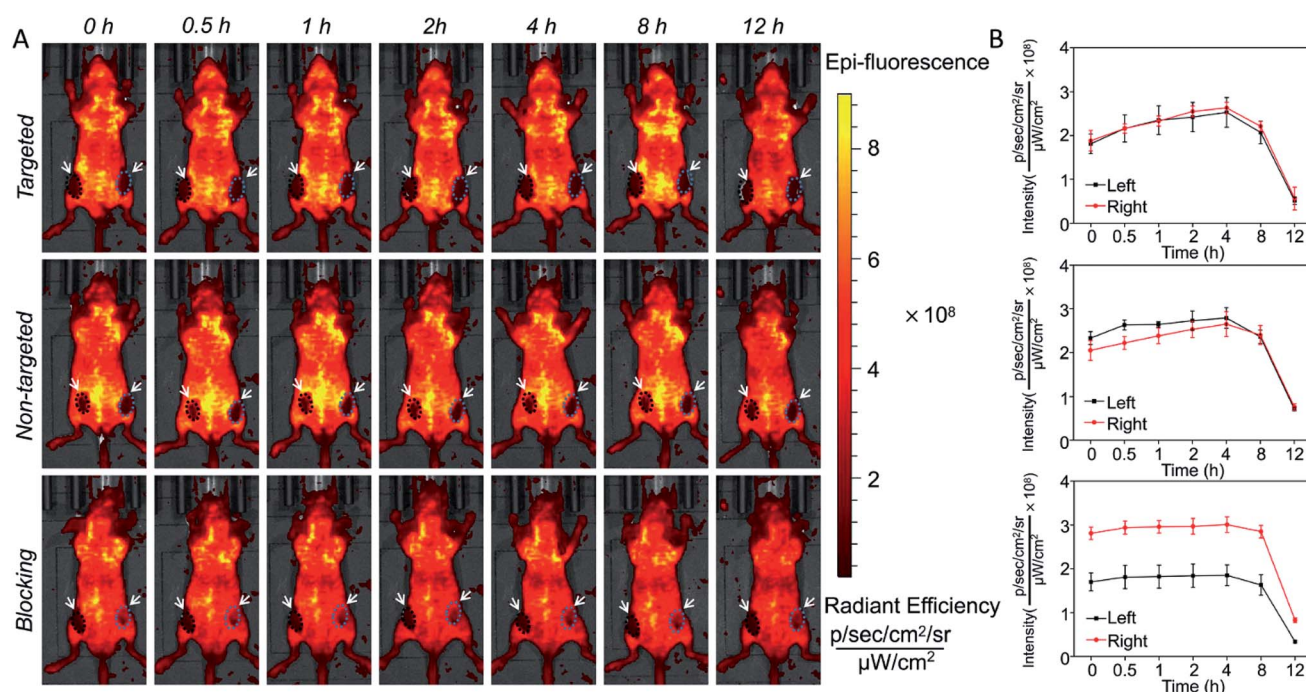 A
0 h 0.5 h 1 h 2h 4 h 8 h 12 h
Targeted
Non-targeted
Blocking
Epi-fluorescence
8
6
× 10⁸
4
2
Radiant Efficiency
p/sec/cm²/sr
µW/cm²
B
Intensity( p/sec/cm²/sr × 10⁸)
µW/cm²
4
3
2
1
0
Left
Right
0 0.5 1 2 4 8 12
Time (h)
Intensity( p/sec/cm²/sr × 10⁸)
µW/cm²
4
3
2
1
0
Left
Right
0 0.5 1 2 4 8 12
Time (h)
Intensity( p/sec/cm²/sr × 10⁸)
µW/cm²
4
3
2
1
0
Left
Right
0 0.5 1 2 4 8 12
Time (h)